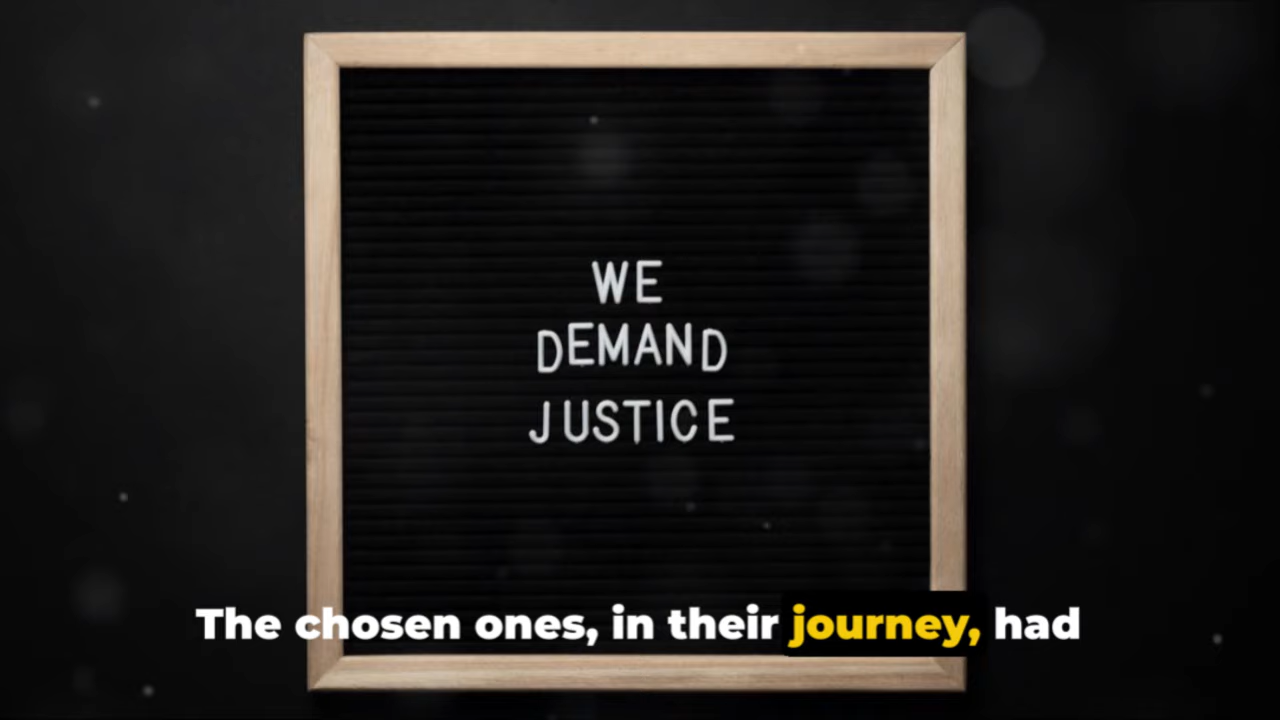 WE
DEMAND
JUSTICE
The chosen ones, in their journey, had